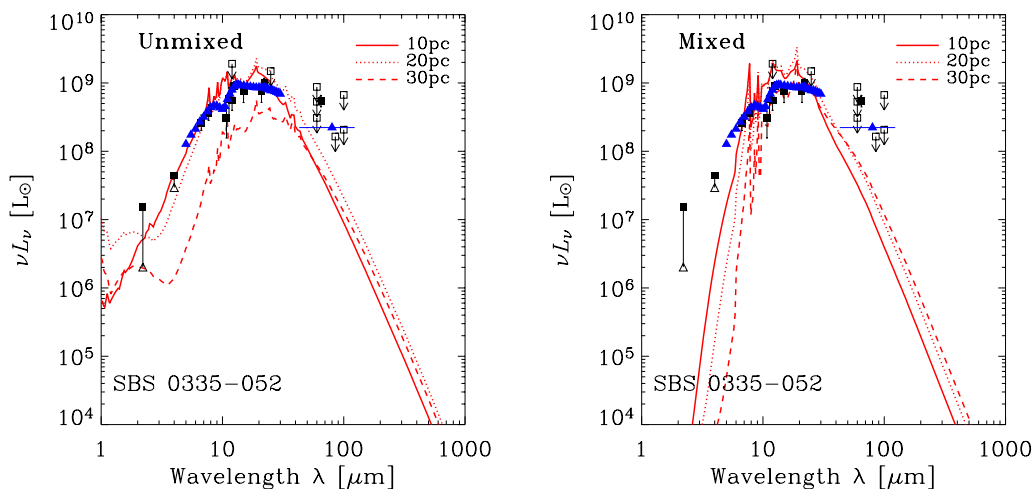 Unmixed
10pc
20pc
30pc
10¹⁰
10⁹
10⁸
10⁷
10⁶
10⁵
10⁴
νLν [L⊙]
SBS 0335−052
1 10 100 1000
Wavelength λ [μm]
Mixed
10pc
20pc
30pc
10¹⁰
10⁹
10⁸
10⁷
10⁶
10⁵
10⁴
νLν [L⊙]
SBS 0335−052
1 10 100 1000
Wavelength λ [μm]